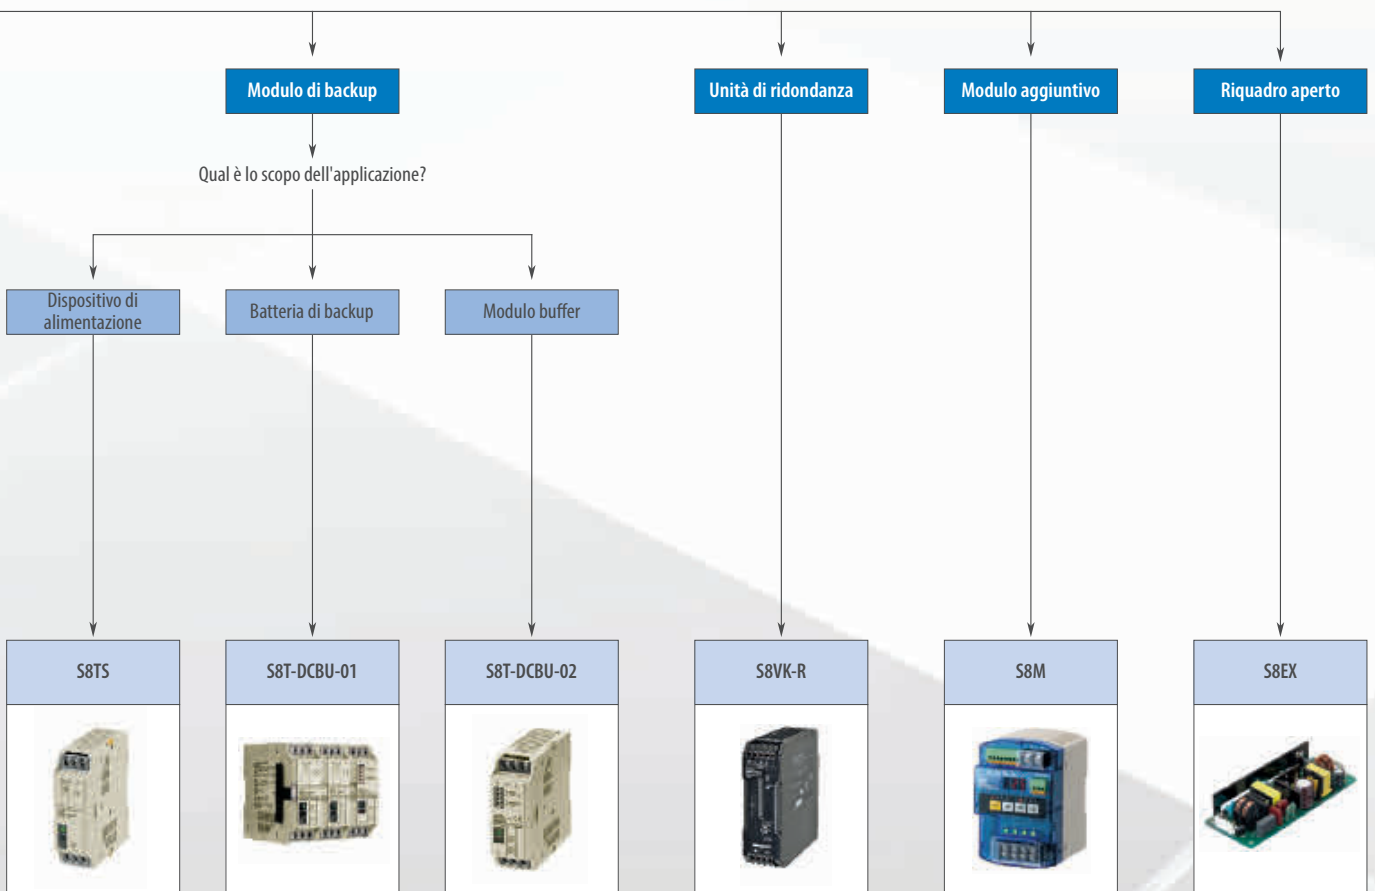 Modulo di backup
Unità di ridondanza
Modulo aggiuntivo
Riquadro aperto
Qual è lo scopo dell'applicazione?
Dispositivo di
alimentazione
Batteria di backup
Modulo buffer
S8TS
S8T-DCBU-01
S8T-DCBU-02
S8VK-R
S8M
S8EX